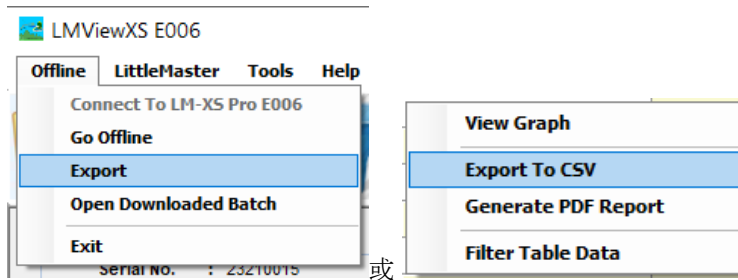 LMViewXS E006
Offline LittleMaster Tools Help
Connect To LM-XS Pro E006
Go Offline
Export
Open Downloaded Batch
Exit
Serial No. : 23210015
或
View Graph
Export To CSV
Generate PDF Report
Filter Table Data